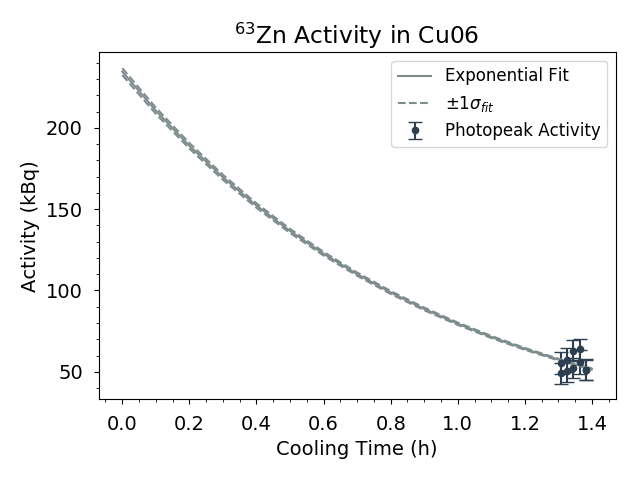 ⁶³Zn Activity in Cu06
Exponential Fit
±1σ_fit
Photopeak Activity
Activity (kBq)
200
150
100
50
0.0 0.2 0.4 0.6 0.8 1.0 1.2 1.4
Cooling Time (h)